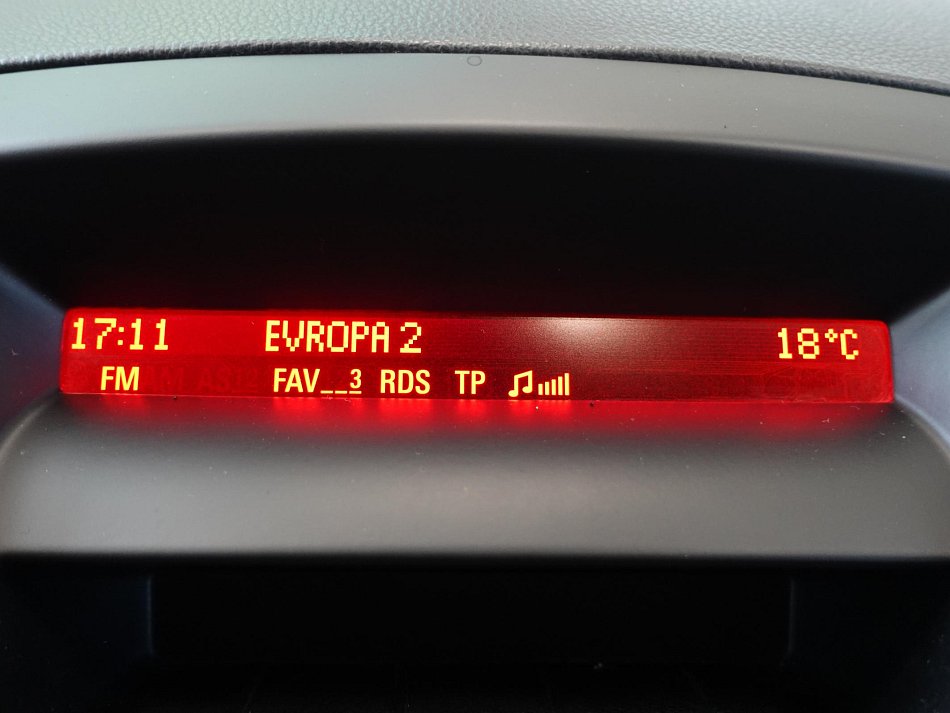 17:11 EVROPA 2 18°C
FM FAV__3 RDS TP